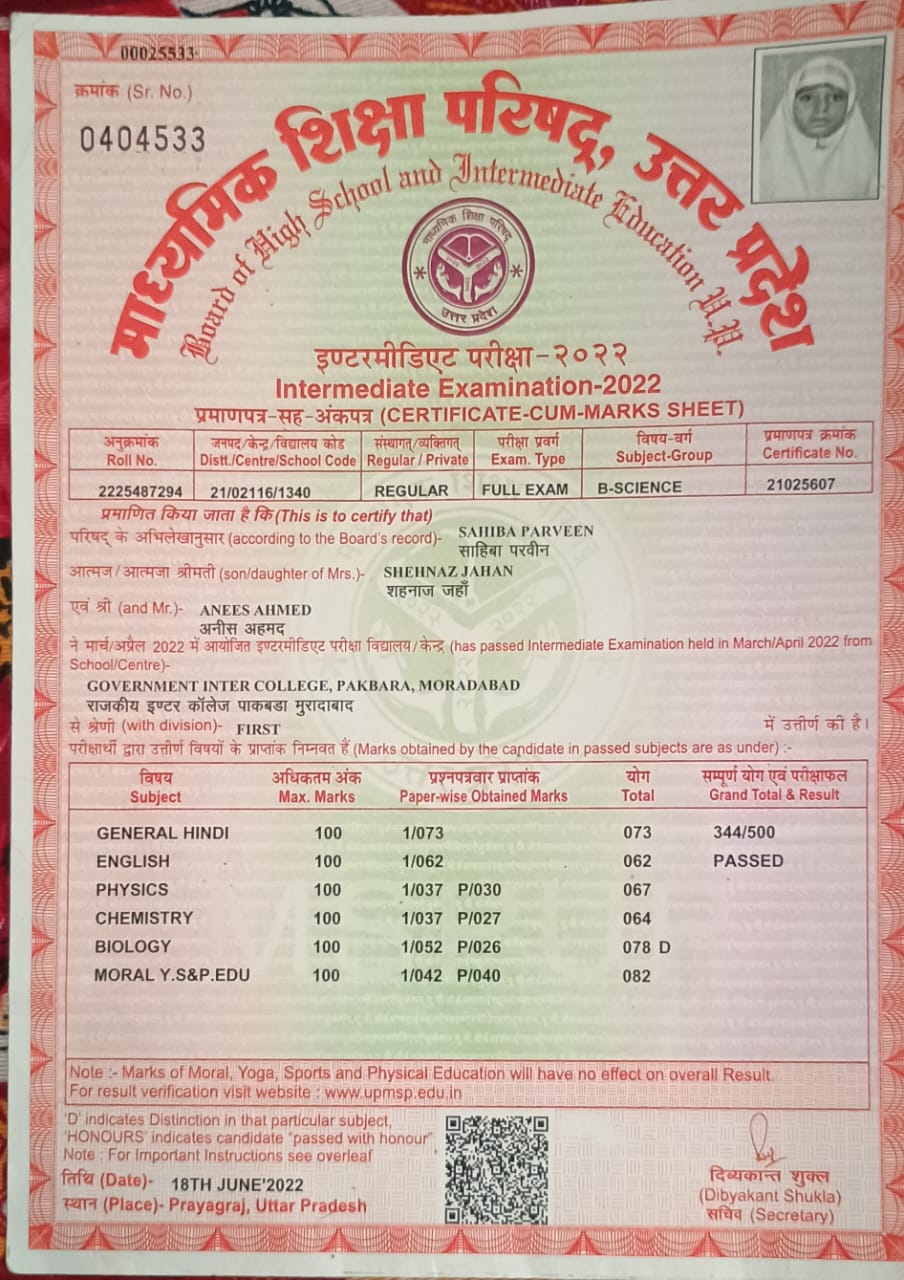 00025533
क्रमांक (Sr. No.)
0404533
माध्यमिक शिक्षा परिषद्, उत्तर प्रदेश
Board of High School and Intermediate Education U.P.
माध्यमिक शिक्षा परिषद्
उत्तर प्रदेश
इण्टरमीडिएट परीक्षा-२०२२
Intermediate Examination-2022
प्रमाणपत्र-सह-अंकपत्र (CERTIFICATE-CUM-MARKS SHEET)
अनुक्रमांक जनपद/केन्द्र/विद्यालय कोड संस्थागत्/व्यक्तिगत् परीक्षा प्रवर्ग विषय-वर्ग प्रमाणपत्र क्रमांक
Roll No. Distt./Centre/School Code Regular / Private Exam. Type Subject-Group Certificate No.
2225487294 21/02116/1340 REGULAR FULL EXAM B-SCIENCE 21025607
प्रमाणित किया जाता है कि (This is to certify that)
परिषद् के अभिलेखानुसार (according to the Board's record)- SAHIBA PARVEEN
साहिबा परवीन
आत्मज/आत्मजा श्रीमती (son/daughter of Mrs.)- SHEHNAZ JAHAN
शहनाज जहाँ
एवं श्री (and Mr.)- ANEES AHMED
अनीस अहमद
ने मार्च/अप्रैल 2022 में आयोजित इण्टरमीडिएट परीक्षा विद्यालय/केन्द्र (has passed Intermediate Examination held in March/April 2022 from
School/Centre)-
GOVERNMENT INTER COLLEGE, PAKBARA, MORADABAD
राजकीय इण्टर कॉलेज पाकबडा मुरादाबाद
से श्रेणी (with division)- FIRST में उत्तीर्ण की है।
परीक्षार्थी द्वारा उत्तीर्ण विषयों के प्राप्तांक निम्नवत हैं (Marks obtained by the candidate in passed subjects are as under) :-
विषय अधिकतम अंक प्रश्नपत्रवार प्राप्तांक योग सम्पूर्ण योग एवं परीक्षाफल
Subject Max. Marks Paper-wise Obtained Marks Total Grand Total & Result
GENERAL HINDI 100 1/073 073 344/500
ENGLISH 100 1/062 062 PASSED
PHYSICS 100 1/037 P/030 067
CHEMISTRY 100 1/037 P/027 064
BIOLOGY 100 1/052 P/026 078 D
MORAL Y.S&P.EDU 100 1/042 P/040 082
Note :- Marks of Moral, Yoga, Sports and Physical Education will have no effect on overall Result.
For result verification visit website : www.upmsp.edu.in
'D' indicates Distinction in that particular subject,
'HONOURS' indicates candidate "passed with honour"
Note : For Important Instructions see overleaf
तिथि (Date)- 18TH JUNE'2022
स्थान (Place)- Prayagraj, Uttar Pradesh
दिव्यकान्त शुक्ल
(Dibyakant Shukla)
सचिव (Secretary)